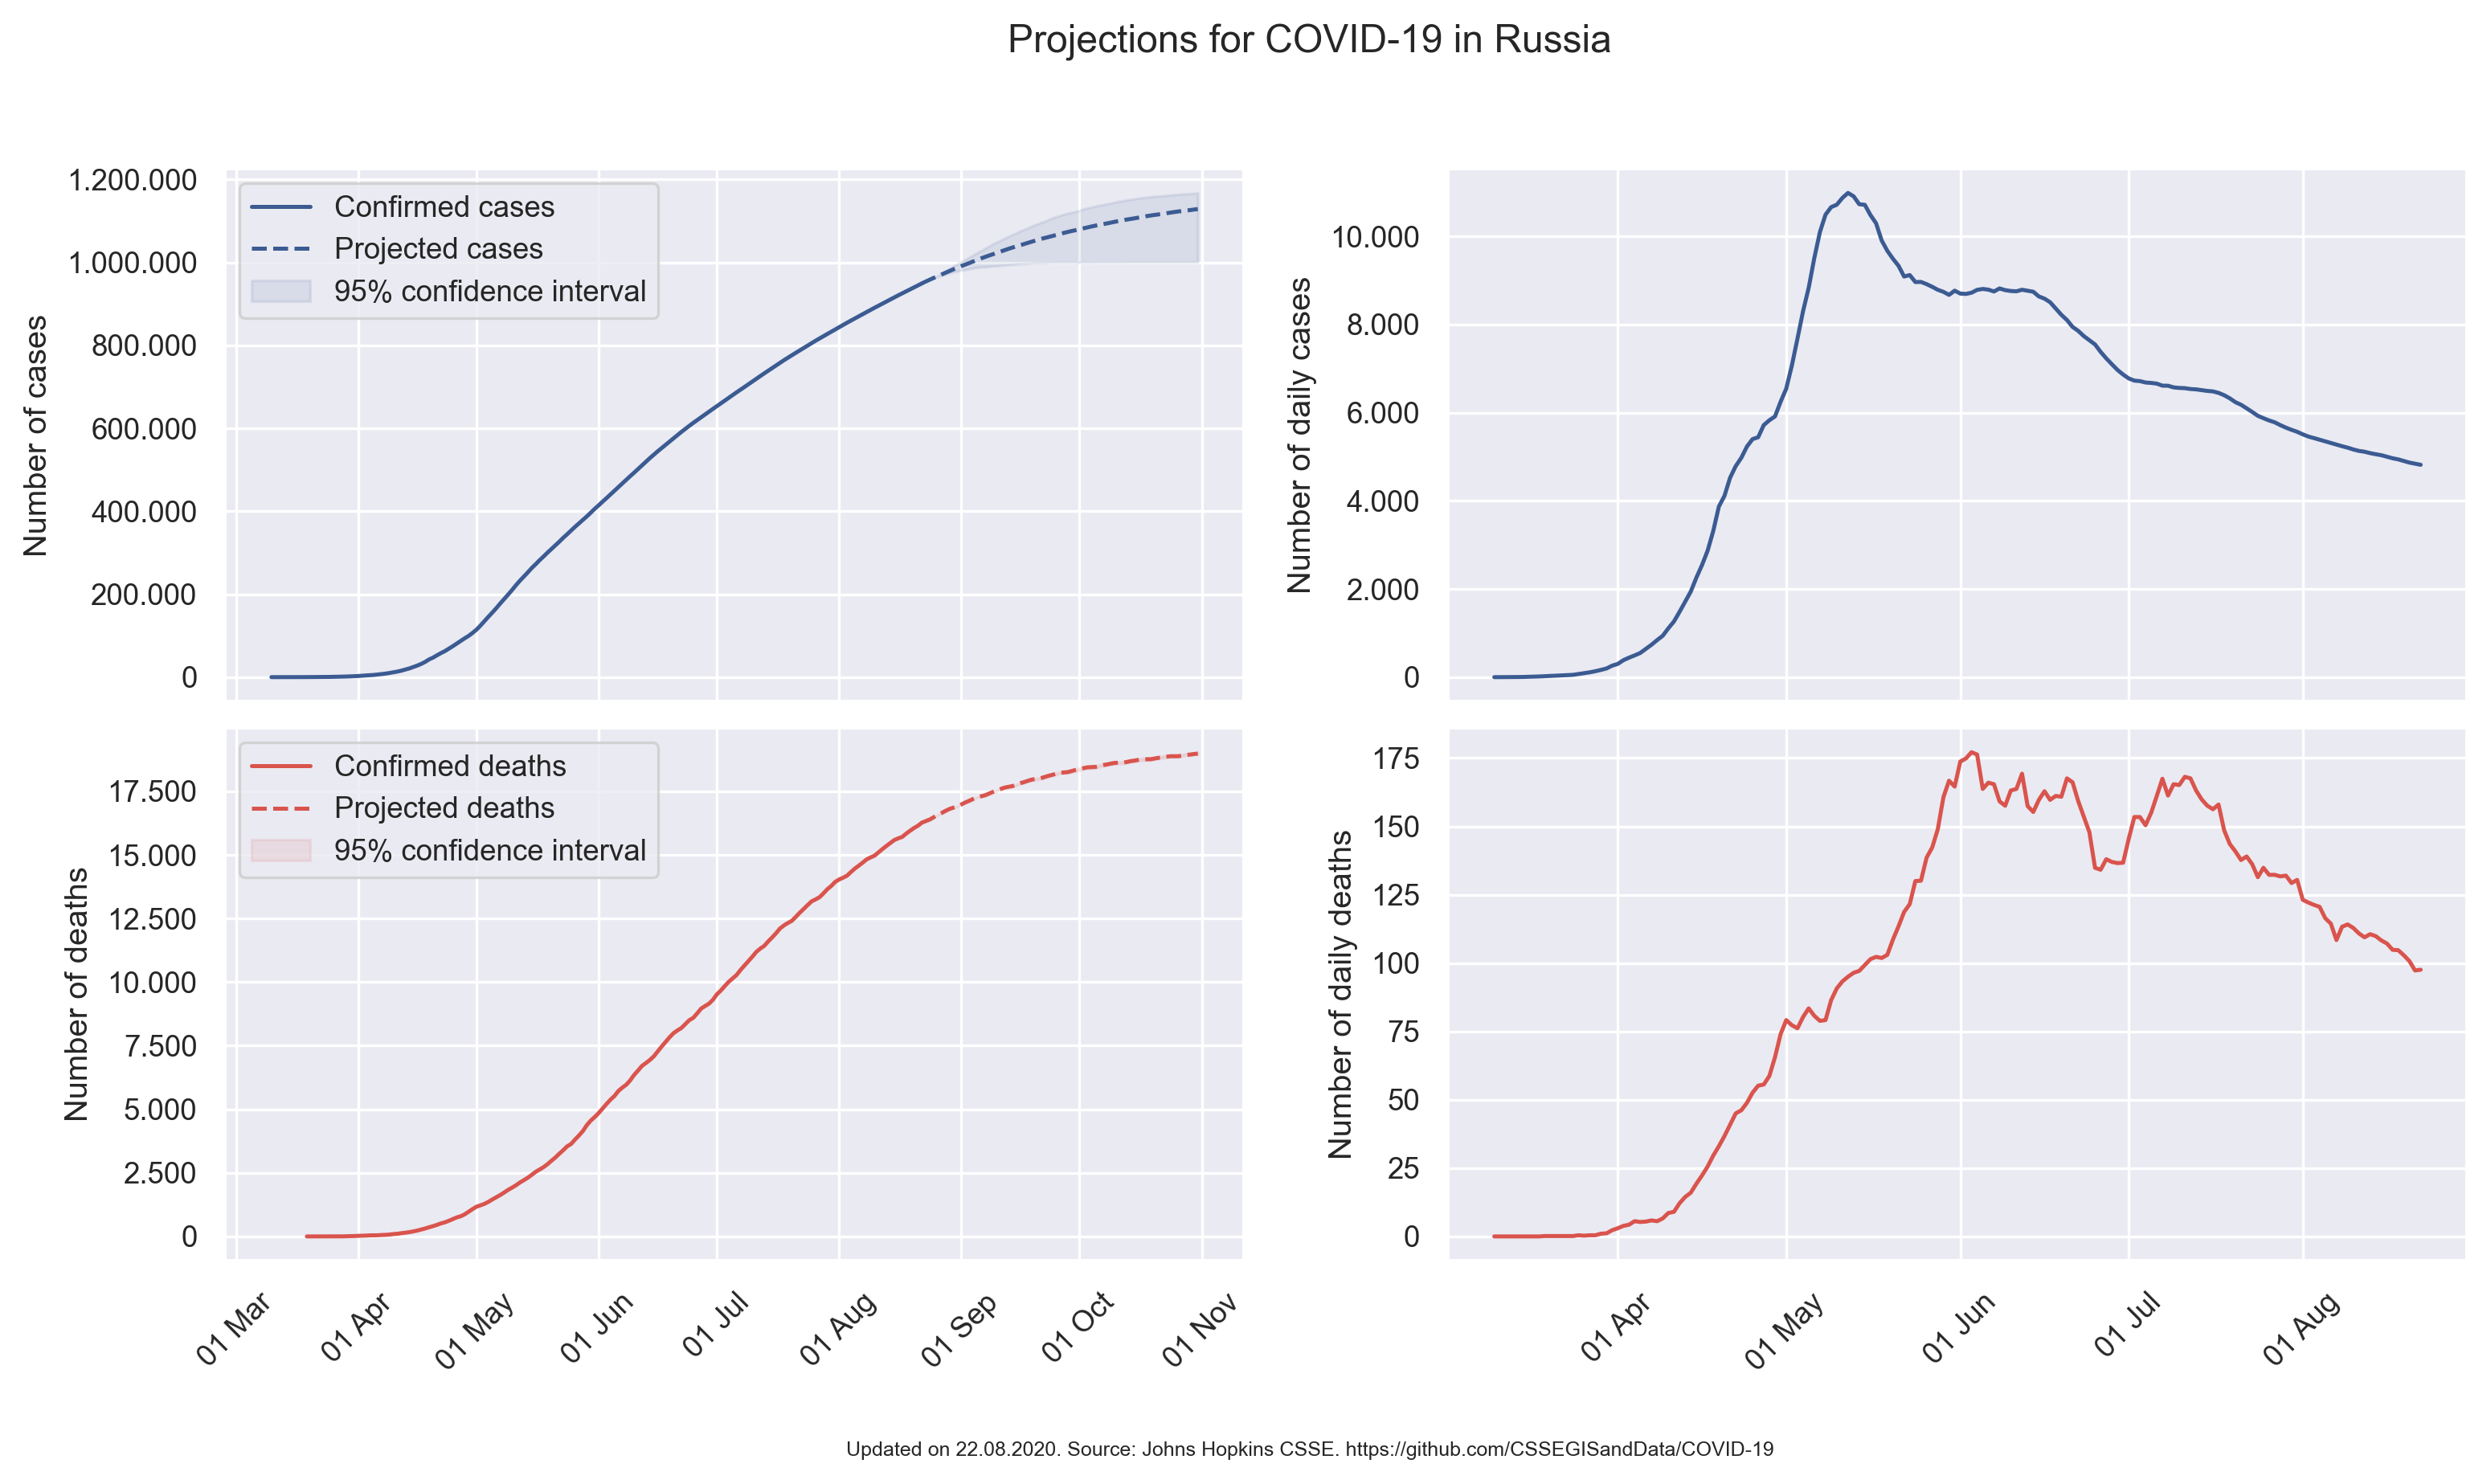 Projections for COVID-19 in Russia
1.200.000
1.000.000
800.000
600.000
400.000
200.000
0
Number of cases
Confirmed cases
Projected cases
95% confidence interval
10.000
8.000
6.000
4.000
2.000
0
Number of daily cases
17.500
15.000
12.500
10.000
7.500
5.000
2.500
0
Number of deaths
Confirmed deaths
Projected deaths
95% confidence interval
01 Mar
01 Apr
01 May
01 Jun
01 Jul
01 Aug
01 Sep
01 Oct
01 Nov
175
150
125
100
75
50
25
0
Number of daily deaths
01 Apr
01 May
01 Jun
01 Jul
01 Aug
Updated on 22.08.2020. Source: Johns Hopkins CSSE. https://github.com/CSSEGISandData/COVID-19